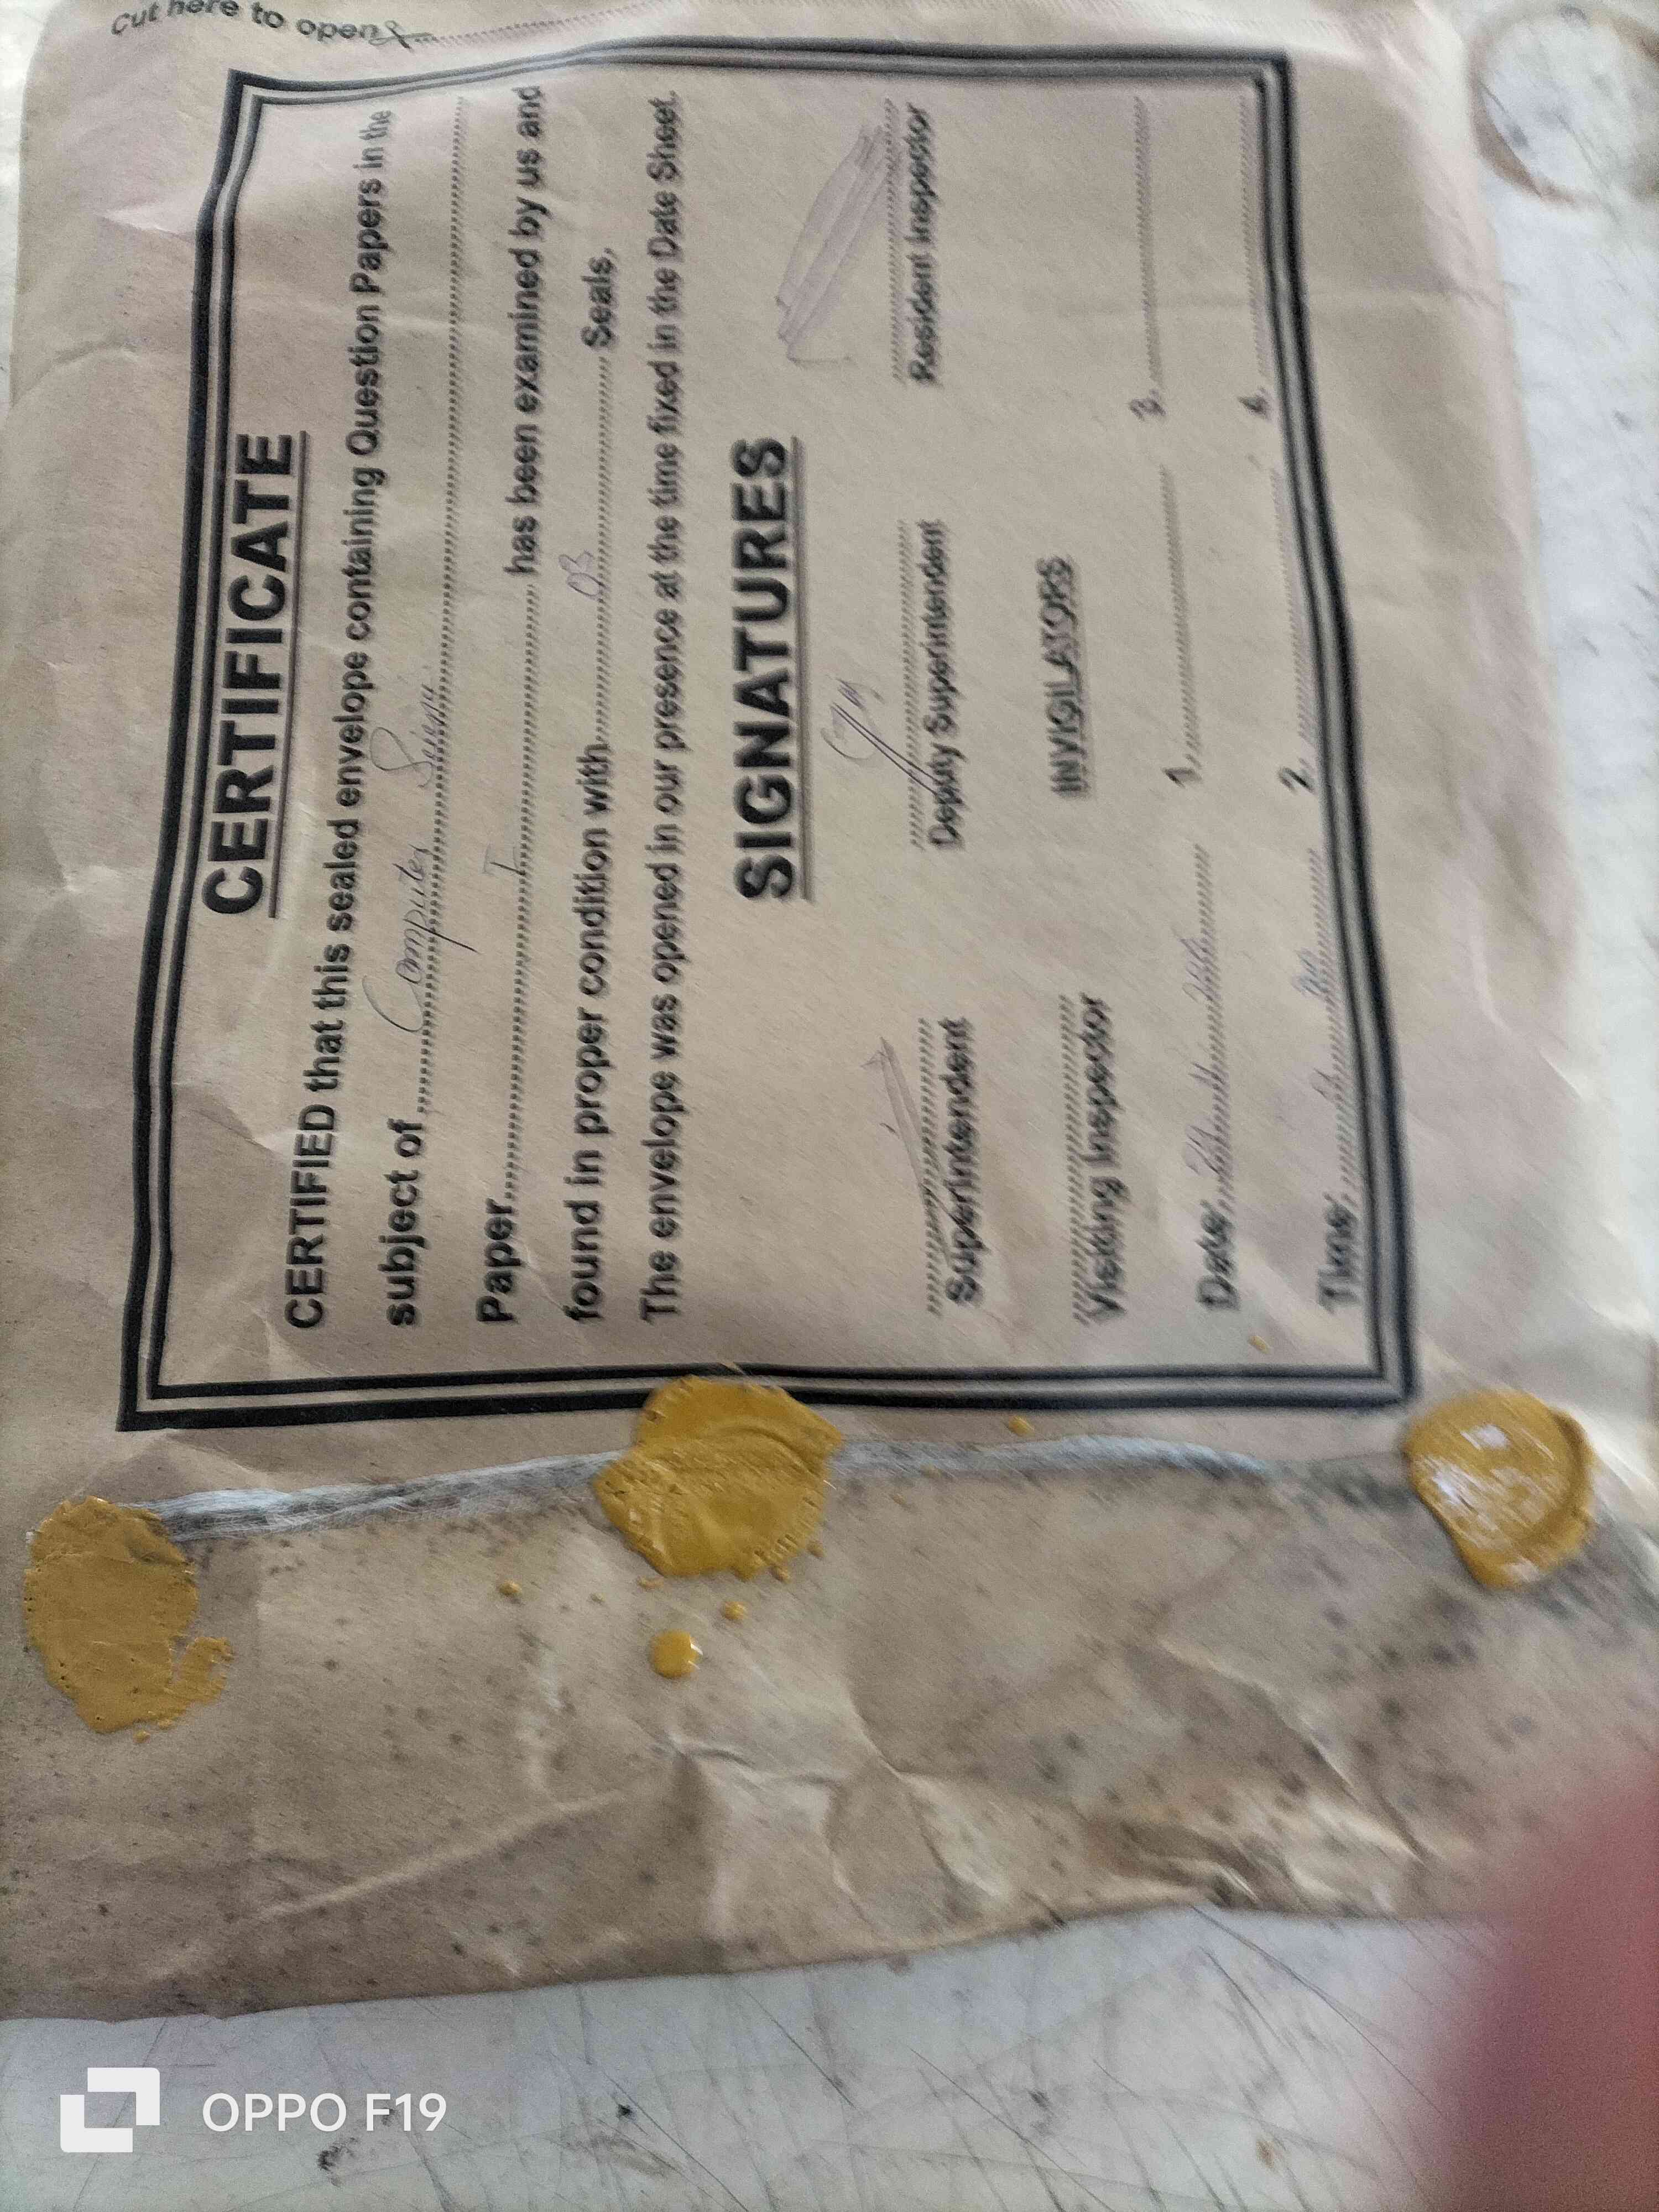 Cut here to open
CERTIFICATE
CERTIFIED that this sealed envelope containing Question Papers in the
subject of Computer Science
Paper I has been examined by us and
found in proper condition with 03 Seals.
The envelope was opened in our presence at the time fixed in the Date Sheet.
SIGNATURES
Superintendent Deputy Superintendent Resident Inspector
Visiting Inspector INVIGILATORS
Date: 1. 3.
Time: 2. 4.
OPPO F19